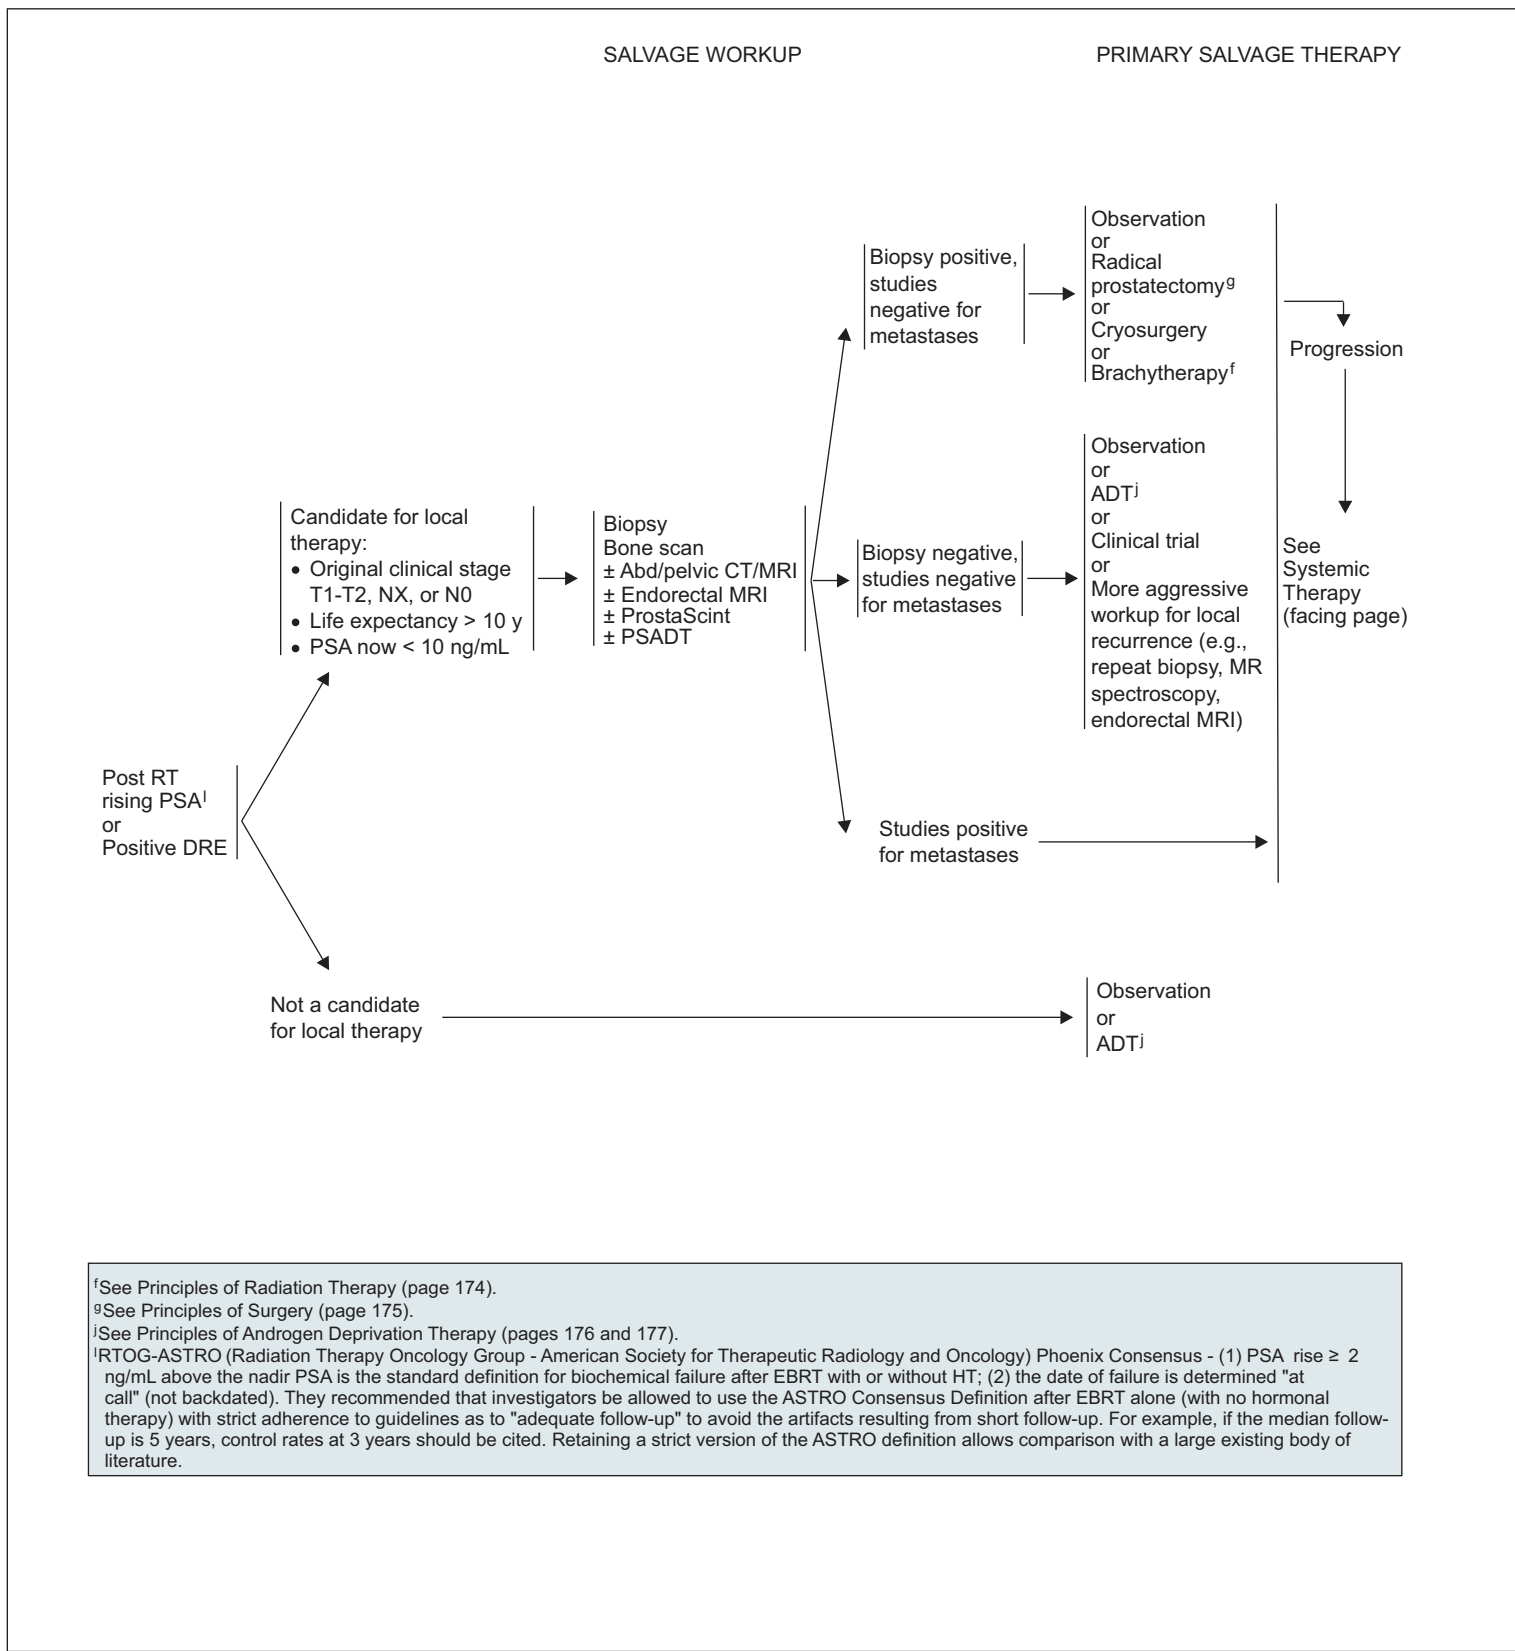 SALVAGE WORKUP
PRIMARY SALVAGE THERAPY
Post RT
rising PSAˡ
or
Positive DRE
Candidate for local
therapy:
• Original clinical stage
T1-T2, NX, or N0
• Life expectancy > 10 y
• PSA now < 10 ng/mL
Biopsy
Bone scan
± Abd/pelvic CT/MRI
± Endorectal MRI
± ProstaScint
± PSADT
Biopsy positive,
studies
negative for
metastases
Observation
or
Radical
prostatectomyᵍ
or
Cryosurgery
or
Brachytherapyᶠ
Biopsy negative,
studies negative
for metastases
Observation
or
ADTʲ
or
Clinical trial
or
More aggressive
workup for local
recurrence (e.g.,
repeat biopsy, MR
spectroscopy,
endorectal MRI)
Studies positive
for metastases
Progression
See
Systemic
Therapy
(facing page)
Not a candidate
for local therapy
Observation
or
ADTʲ
ᶠSee Principles of Radiation Therapy (page 174).
ᵍSee Principles of Surgery (page 175).
ʲSee Principles of Androgen Deprivation Therapy (pages 176 and 177).
ˡRTOG-ASTRO (Radiation Therapy Oncology Group - American Society for Therapeutic Radiology and Oncology) Phoenix Consensus - (1) PSA rise ≥ 2
ng/mL above the nadir PSA is the standard definition for biochemical failure after EBRT with or without HT; (2) the date of failure is determined "at
call" (not backdated). They recommended that investigators be allowed to use the ASTRO Consensus Definition after EBRT alone (with no hormonal
therapy) with strict adherence to guidelines as to "adequate follow-up" to avoid the artifacts resulting from short follow-up. For example, if the median follow-
up is 5 years, control rates at 3 years should be cited. Retaining a strict version of the ASTRO definition allows comparison with a large existing body of
literature.